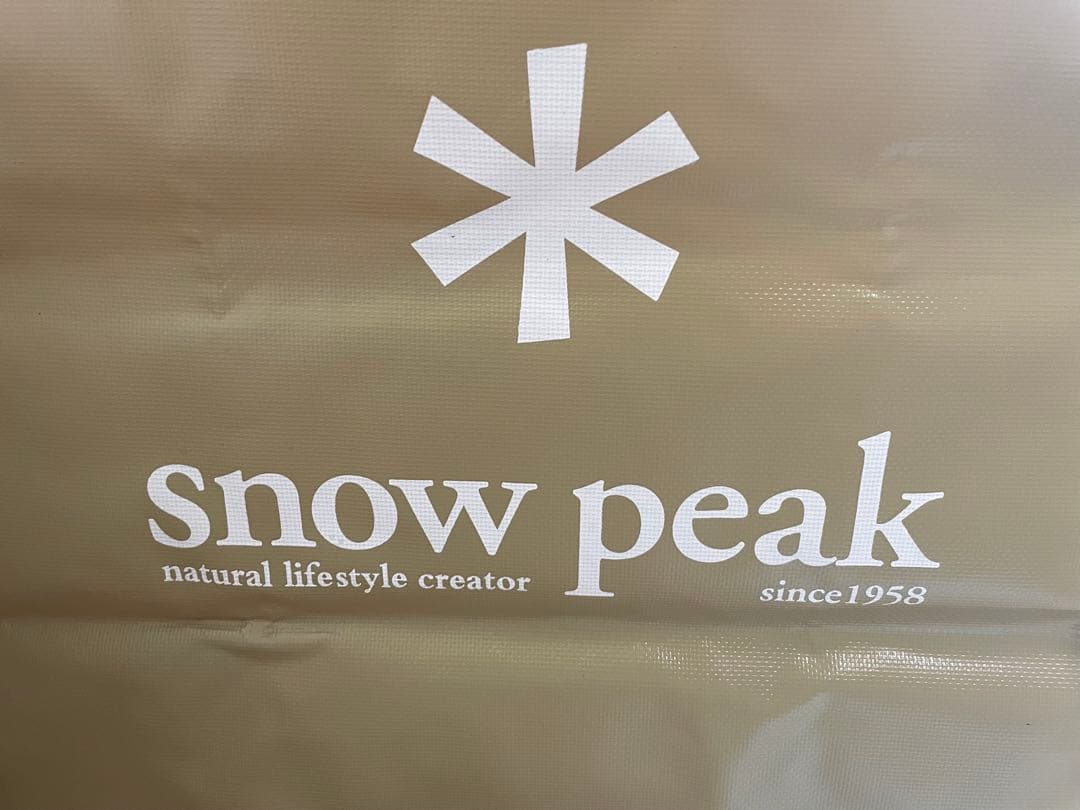 snow peak
natural lifestyle creator
since1958